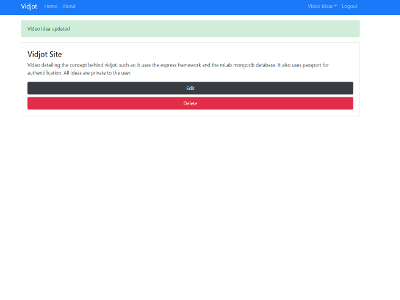 Vidjot Home About Video Ideas Logout
Video idea updated
Vidjot Site
Video detailing the concept behind vidjot, such as: it uses the express framework and the mLab mongodb database. It also uses passport for
authentification. All ideas are private to the user
Edit
Delete